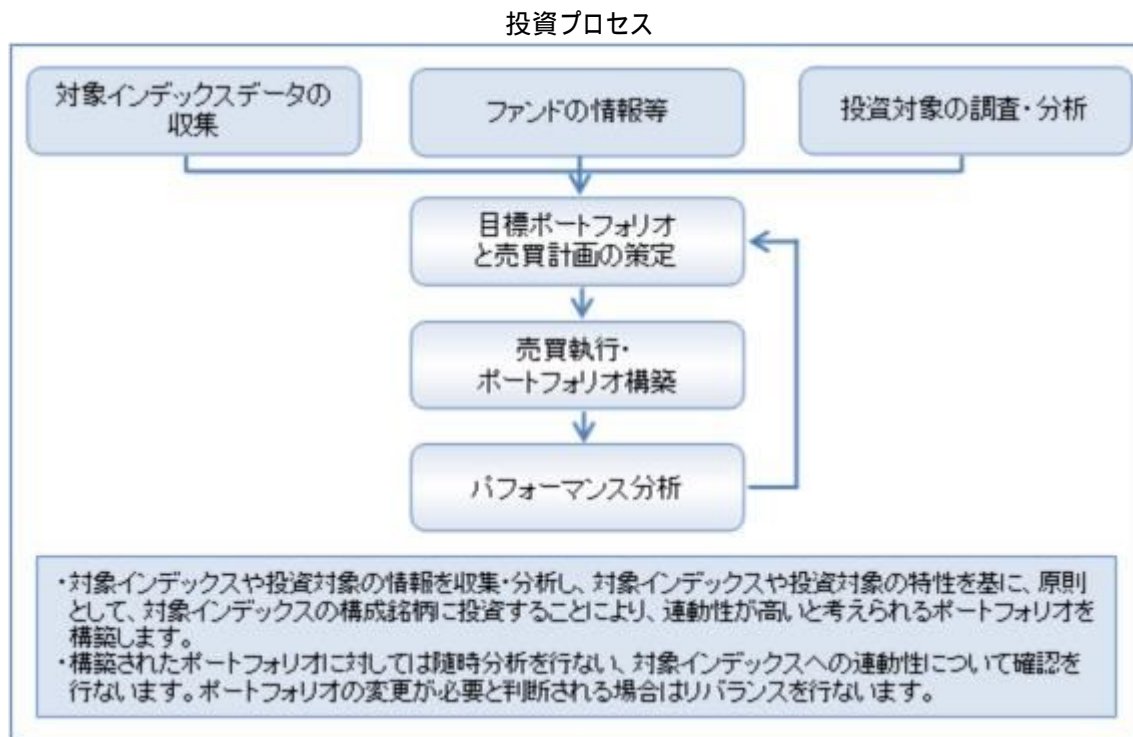 投資プロセス
対象インデックスデータの
収集
ファンドの情報等
投資対象の調査・分析
目標ポートフォリオ
と売買計画の策定
売買執行・
ポートフォリオ構築
パフォーマンス分析
・対象インデックスや投資対象の情報を収集・分析し、対象インデックスや投資対象の特性を基に、原則
として、対象インデックスの構成銘柄に投資することにより、連動性が高いと考えられるポートフォリオを
構築します。
・構築されたポートフォリオに対しては随時分析を行ない、対象インデックスへの連動性について確認を
行ないます。ポートフォリオの変更が必要と判断される場合はリバランスを行ないます。